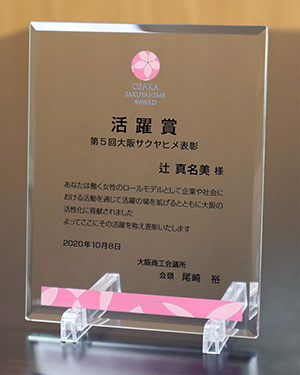 OSAKA
SAKUYAHIME
AWARD
活躍賞
第5回大阪サクヤヒメ表彰
辻 真名美 様
あなたは働く女性のロールモデルとして企業や社会に
おける活動を通じて活躍の場を拡げるとともに大阪の
活性化に貢献されました
よってここにその活躍を称え表彰いたします
2020年10月8日
大阪商工会議所
会頭 尾崎 裕